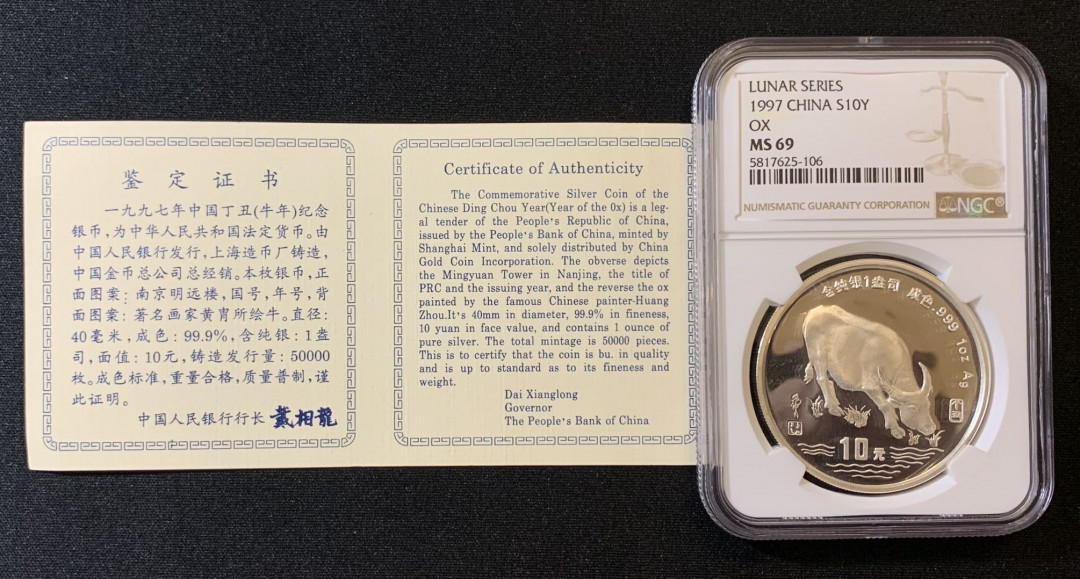 鉴定证书
一九九七年中国丁丑(牛年)纪念
银币,为中华人民共和国法定货币。由
中国人民银行发行,上海造币厂铸造,
中国金币总公司总经销。本枚银币,正
面图案:南京明远楼,国号,年号,背
面图案:著名画家黄胄所绘牛。直径:
40毫米,成色:99.9%,含纯银:1盎
司,面值:10元,铸造发行量:50000
枚。成色标准,重量合格,质量普制,谨
此证明。
中国人民银行行长 戴相龍
Certificate of Authenticity
The Commemorative Silver Coin of the
Chinese Ding Chou Year(Year of the 0x) is a leg-
al tender of the People's Republic of China,
issued by the People's Bank of China, minted by
Shanghai Mint, and solely distributed by China
Gold Coin Incorporation. The obverse depicts
the Mingyuan Tower in Nanjing, the title of
PRC and the issuing year, and the reverse the ox
painted by the famous Chinese painter-Huang
Zhou.It's 40mm in diameter, 99.9% in fineness,
10 yuan in face value, and contains 1 ounce of
pure silver. The total mintage is 50000 pieces.
This is to certify that the coin is bu. in quality
and is up to standard as to its fineness and
weight.
Dai Xianglong
Governor
The People's Bank of China
LUNAR SERIES
1997 CHINA S10Y
OX
MS 69
5817625-106
NUMISMATIC GUARANTY CORPORATION NGC®
含纯银1盎司 成色.999 1oz Ag
10元